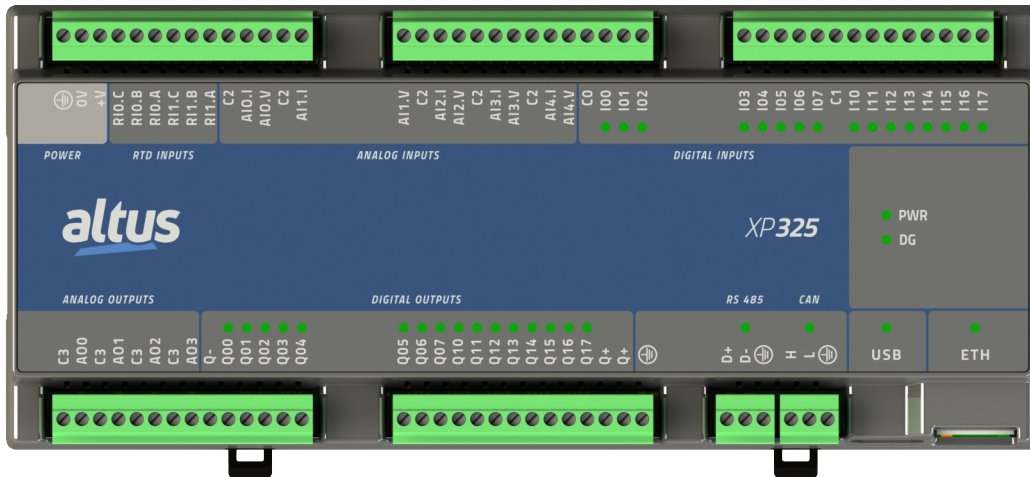 0V
+V
RI0.C
RI0.B
RI0.A
RI1.C
RI1.B
RI1.A
C2
AI0.I
AI0.V
C2
AI1.I
AI1.V
C2
AI2.I
AI2.V
C2
AI3.I
AI3.V
C2
AI4.I
AI4.V
C0
I00
I01
I02
I03
I04
I05
I06
I07
C1
I10
I11
I12
I13
I14
I15
I16
I17
POWER
RTD INPUTS
ANALOG INPUTS
DIGITAL INPUTS
altus
XP325
PWR
DG
ANALOG OUTPUTS
DIGITAL OUTPUTS
RS 485
CAN
C3
AO0
C3
AO1
C3
AO2
C3
AO3
Q-
Q00
Q01
Q02
Q03
Q04
Q05
Q06
Q07
Q10
Q11
Q12
Q13
Q14
Q15
Q16
Q17
Q+
Q+
D+
D-
H
L
USB
ETH